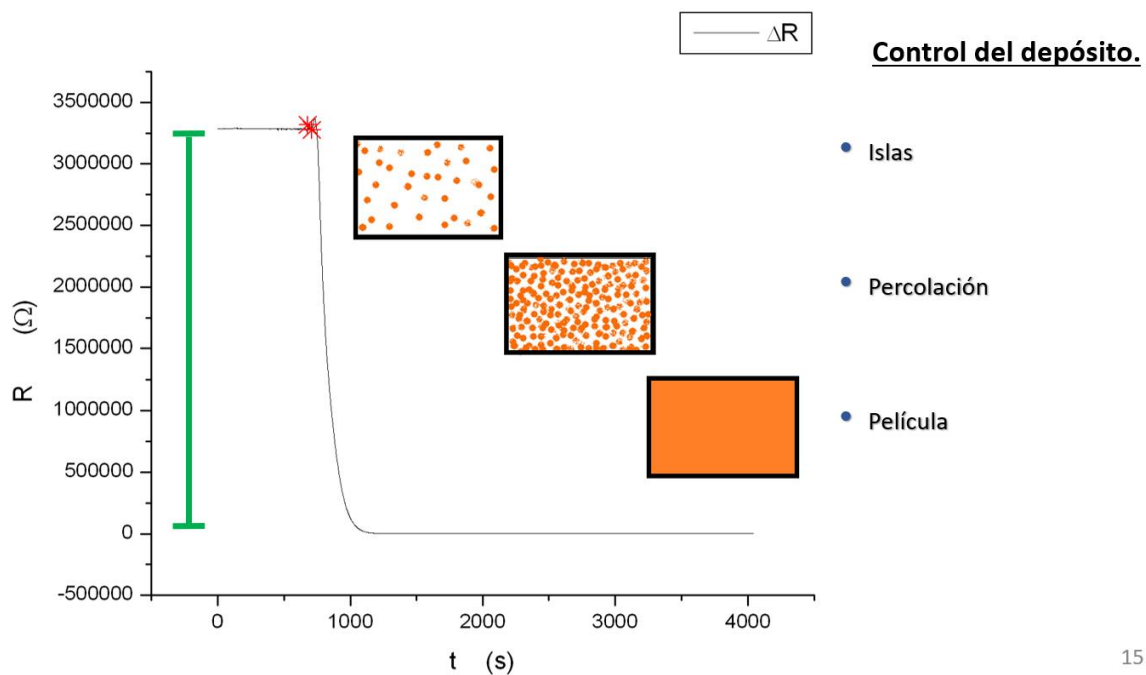 ΔR
Control del depósito.
3500000
3000000
2500000
2000000
1500000
1000000
500000
0
-500000
R (Ω)
0 1000 2000 3000 4000
t (s)
• Islas
• Percolación
• Película
15